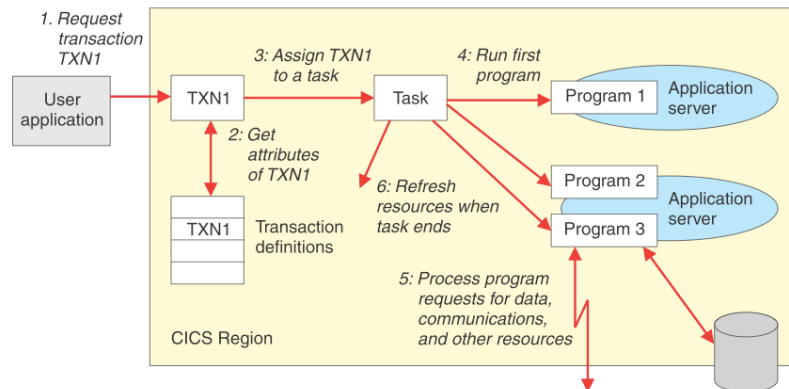 1. Request
transaction
TXN1
User
application
TXN1
3: Assign TXN1
to a task
Task
4: Run first
program
Program 1
Application
server
2: Get
attributes
of TXN1
TXN1
Transaction
definitions
6: Refresh
resources when
task ends
Program 2
Application
server
Program 3
5: Process program
requests for data,
communications,
and other resources
CICS Region